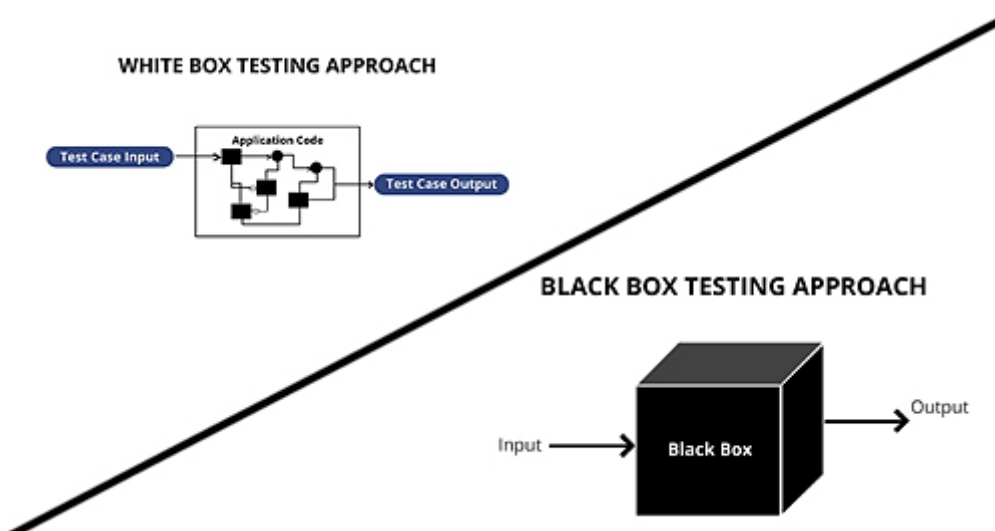 WHITE BOX TESTING APPROACH
Application Code
Test Case Input
Test Case Output
BLACK BOX TESTING APPROACH
Input
Black Box
Output